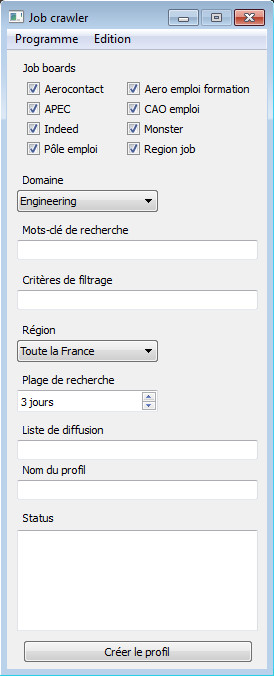 Job crawler
Programme Edition
Job boards
Aerocontact Aero emploi formation
APEC CAO emploi
Indeed Monster
Pôle emploi Region job
Domaine
Engineering
Mots-clé de recherche
Critères de filtrage
Région
Toute la France
Plage de recherche
3 jours
Liste de diffusion
Nom du profil
Status
Créer le profil